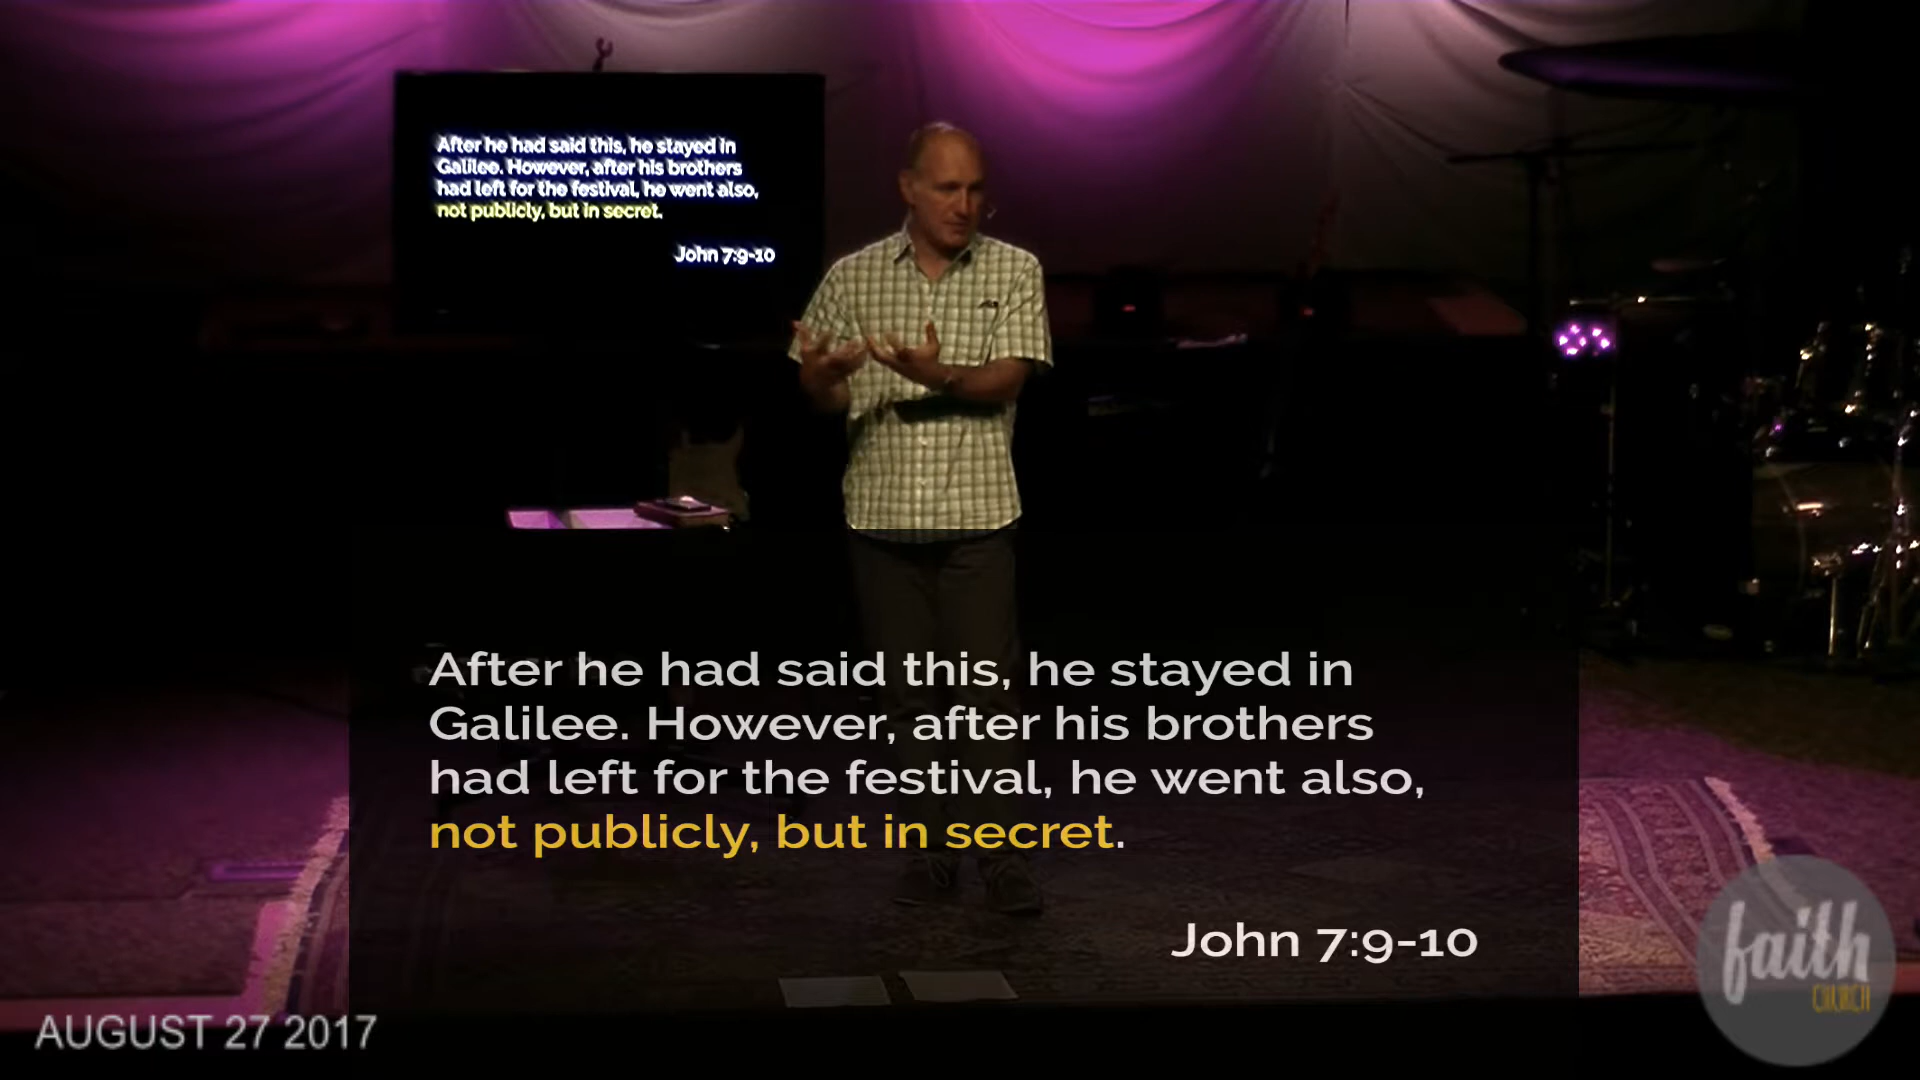 After he had said this, he stayed in
Galilee. However, after his brothers
had left for the festival, he went also,
not publicly, but in secret.
John 7:9-10
After he had said this, he stayed in
Galilee. However, after his brothers
had left for the festival, he went also,
not publicly, but in secret.
John 7:9-10
AUGUST 27 2017
faith
CHURCH